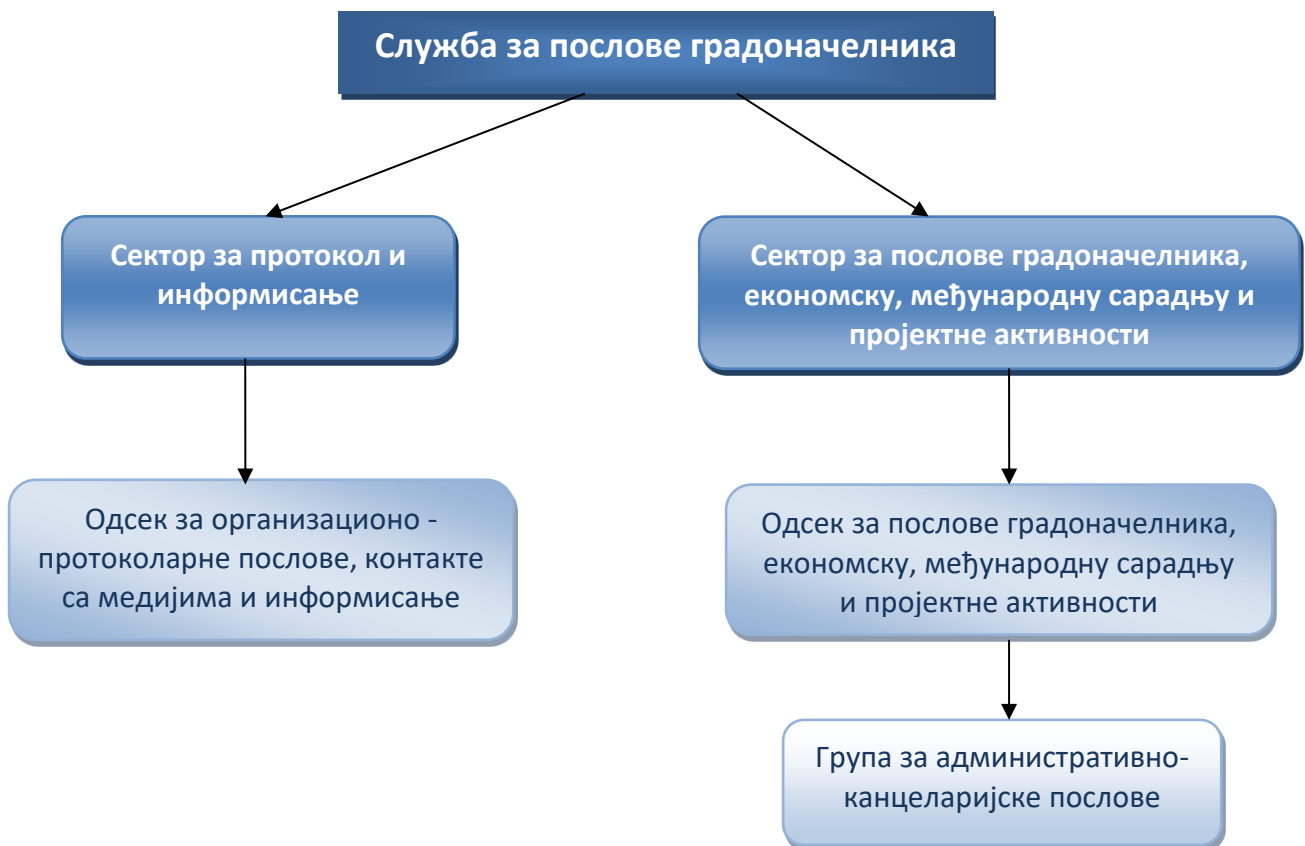 Служба за послове градоначелника
Сектор за протокол и
информисање
Сектор за послове градоначелника,
економску, међународну сарадњу и
пројектне активности
Одсек за организационо -
протоколарне послове, контакте
са медијима и информисање
Одсек за послове градоначелника,
економску, међународну сарадњу
и пројектне активности
Група за административно-
канцеларијске послове